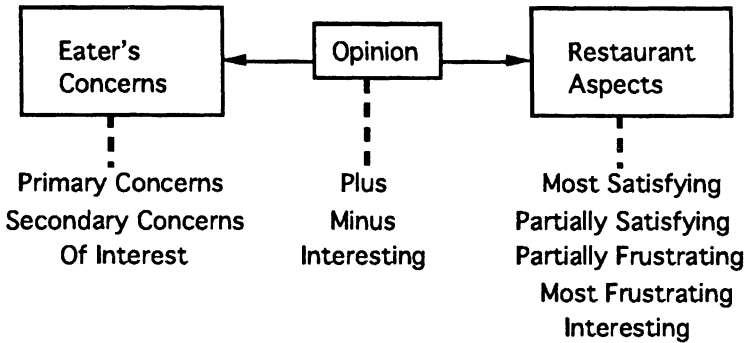 Eater's
Concerns
Opinion
Restaurant
Aspects
Primary Concerns
Secondary Concerns
Of Interest
Plus
Minus
Interesting
Most Satisfying
Partially Satisfying
Partially Frustrating
Most Frustrating
Interesting